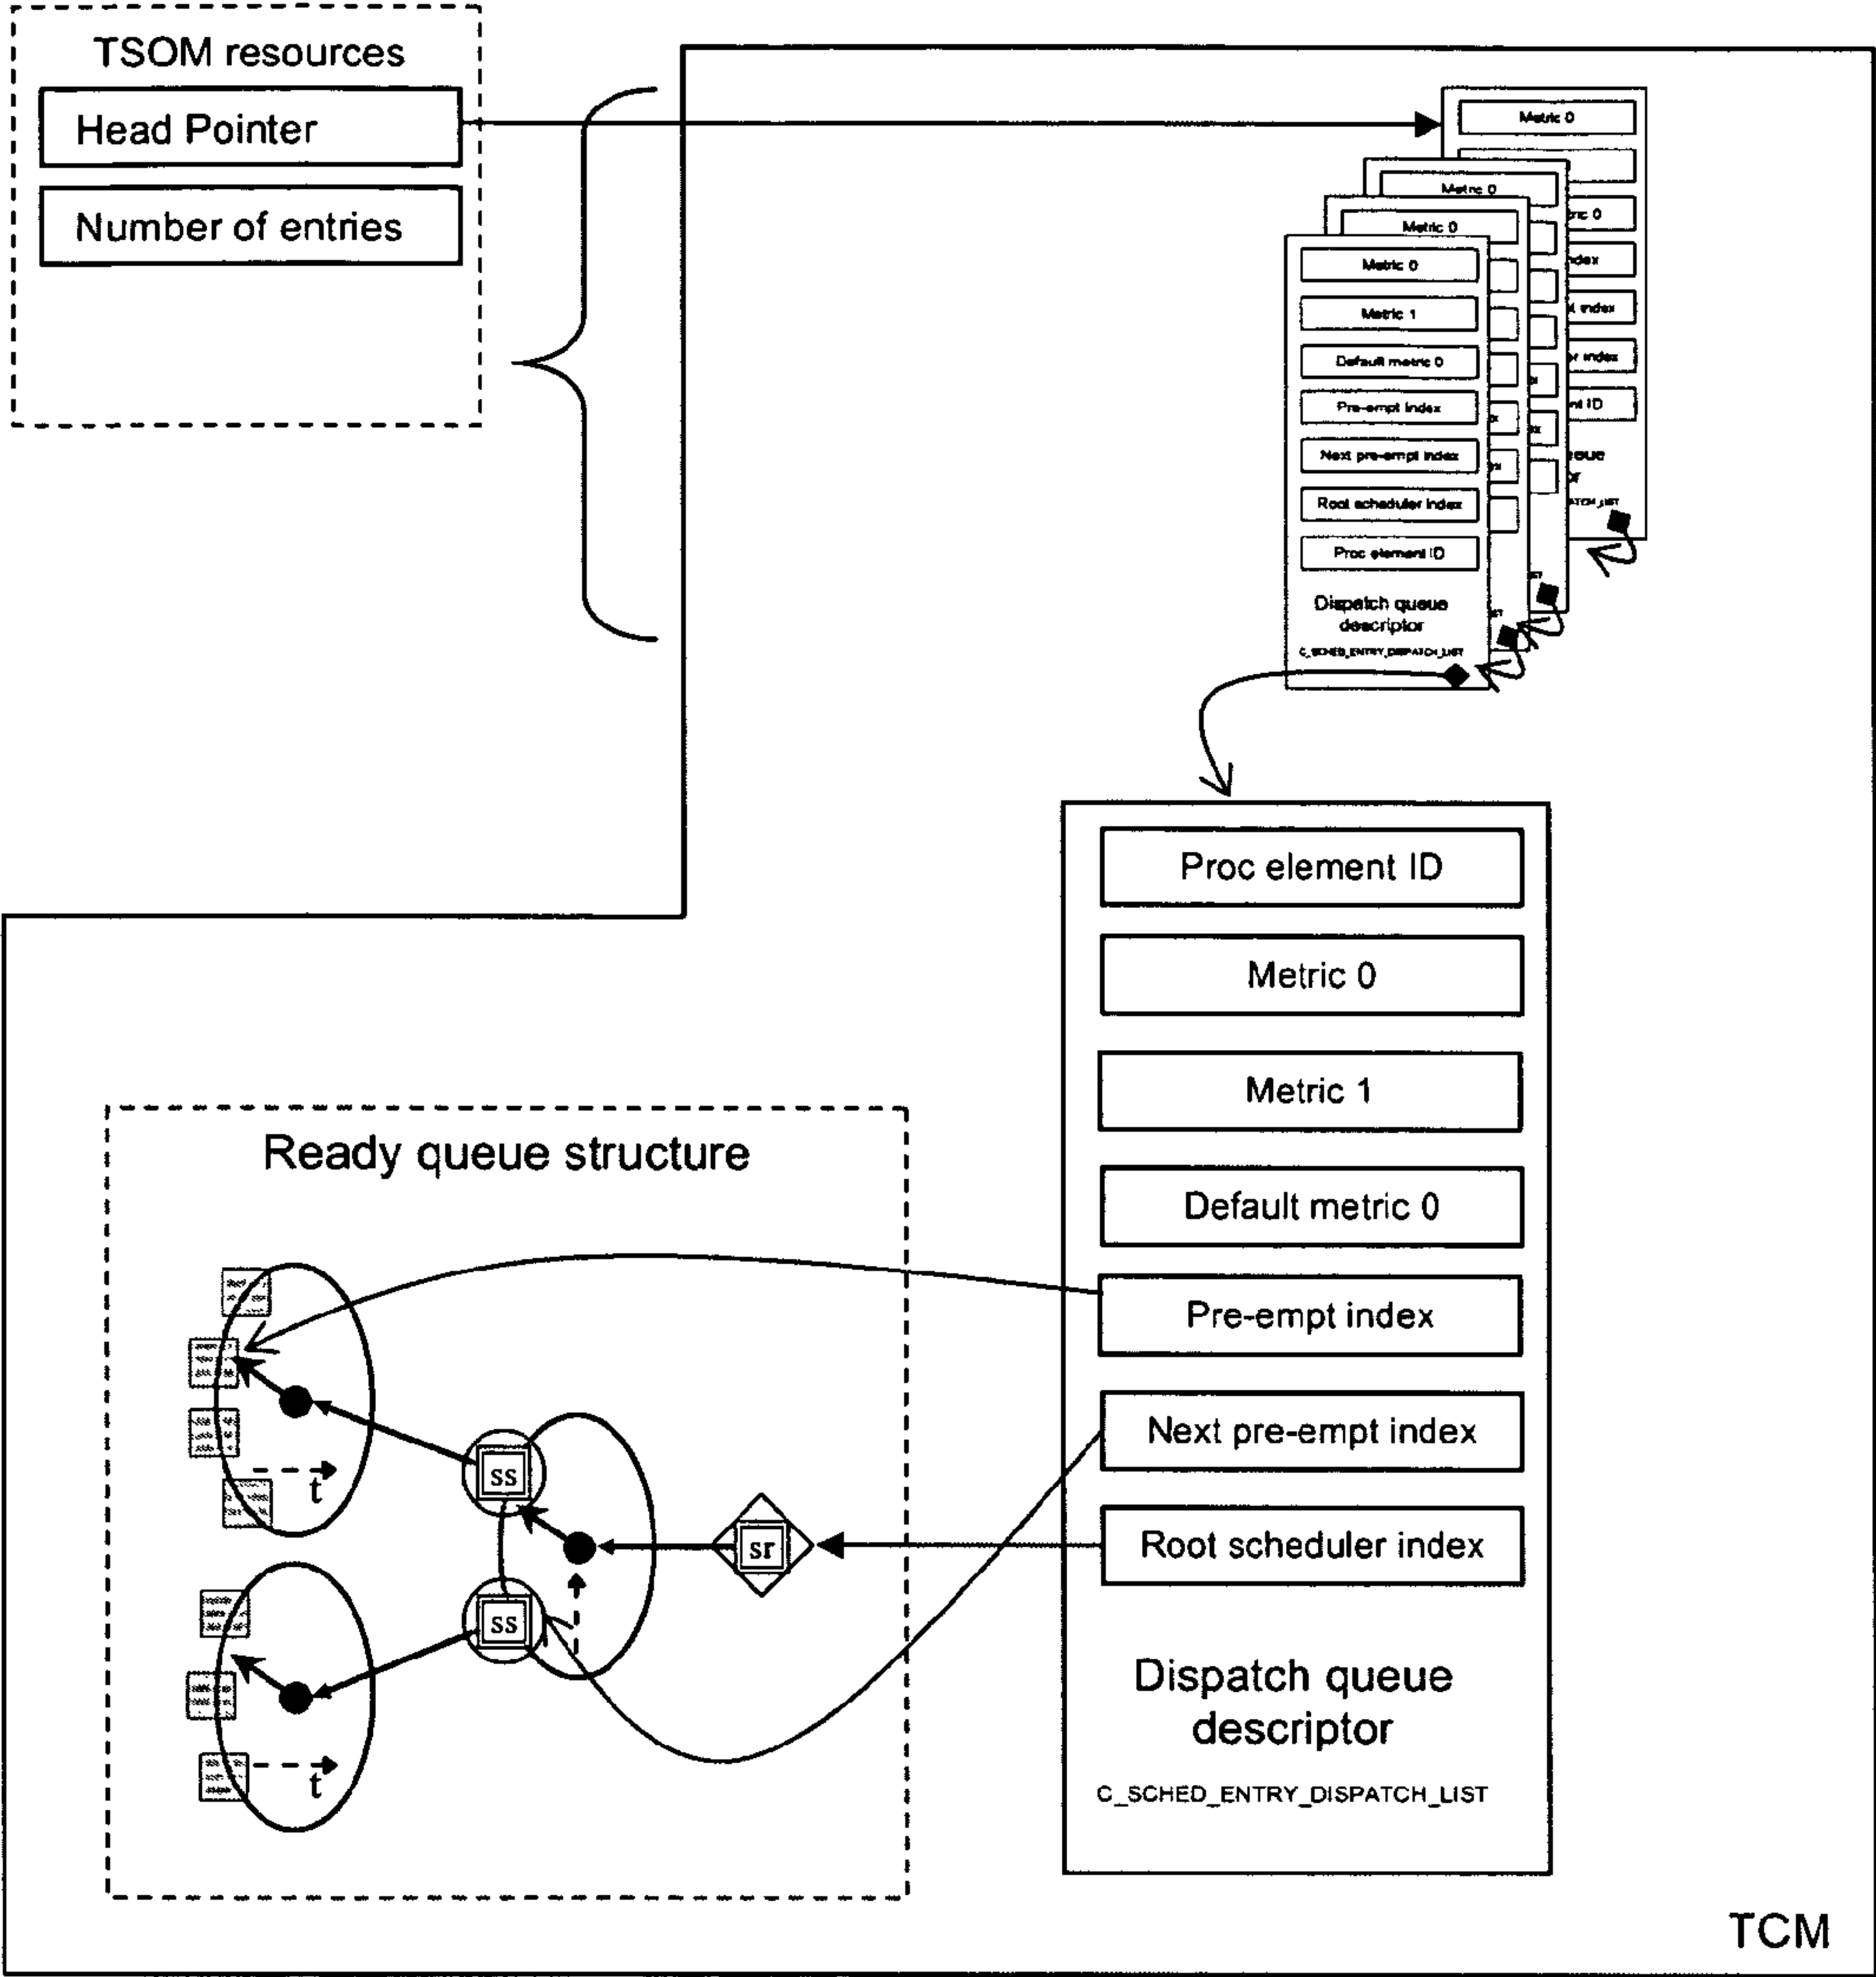 TSOM resources
Head Pointer
Number of entries
Metric 0
Metric 0
Metric 0
Metric 0
Metric 1
Default metric 0
Pre-empt index
Next pre-empt index
Root scheduler index
Proc element ID
Dispatch queue
descriptor
C_SCHED_ENTRY_DISPATCH_LIST
Proc element ID
Metric 0
Metric 1
Default metric 0
Pre-empt index
Next pre-empt index
Root scheduler index
Dispatch queue
descriptor
C_SCHED_ENTRY_DISPATCH_LIST
Ready queue structure
t
ss
sr
ss
t
TCM